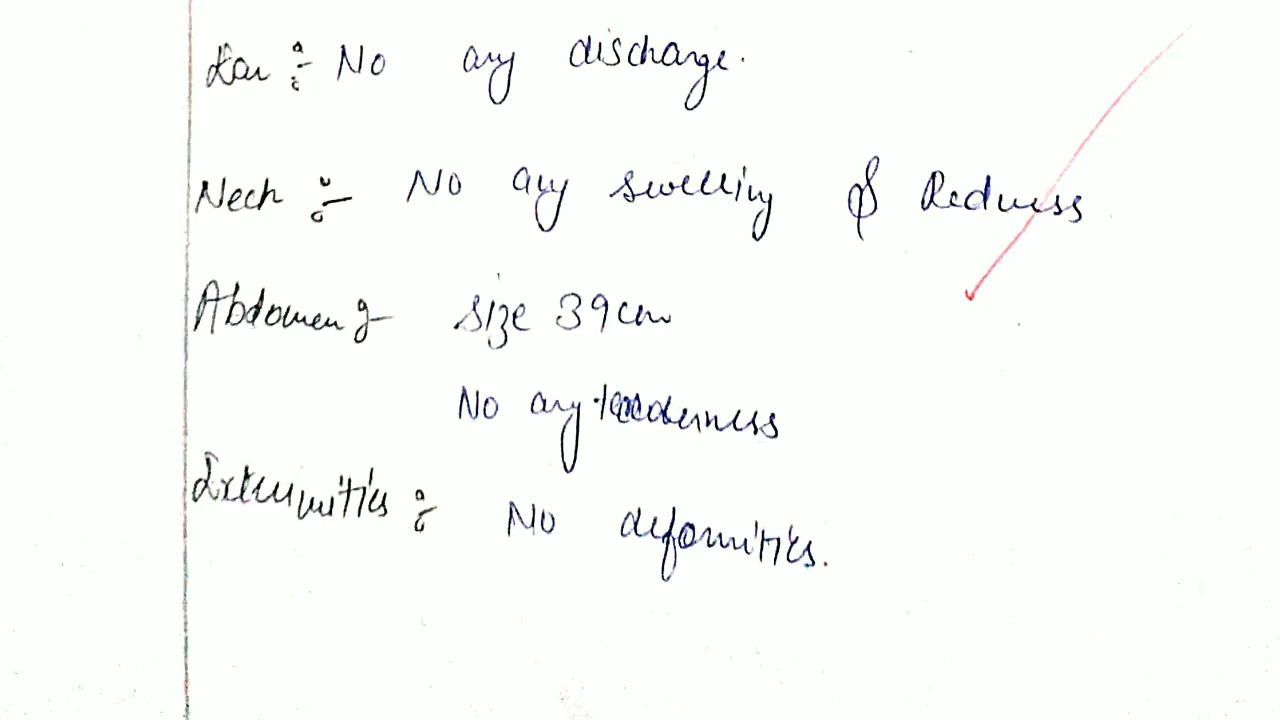 Ear :- No any discharge.
Neck :- No any swelling & Redness
Abdomen :- size 39cm
No any tenderness
Extremities :- No deformities.